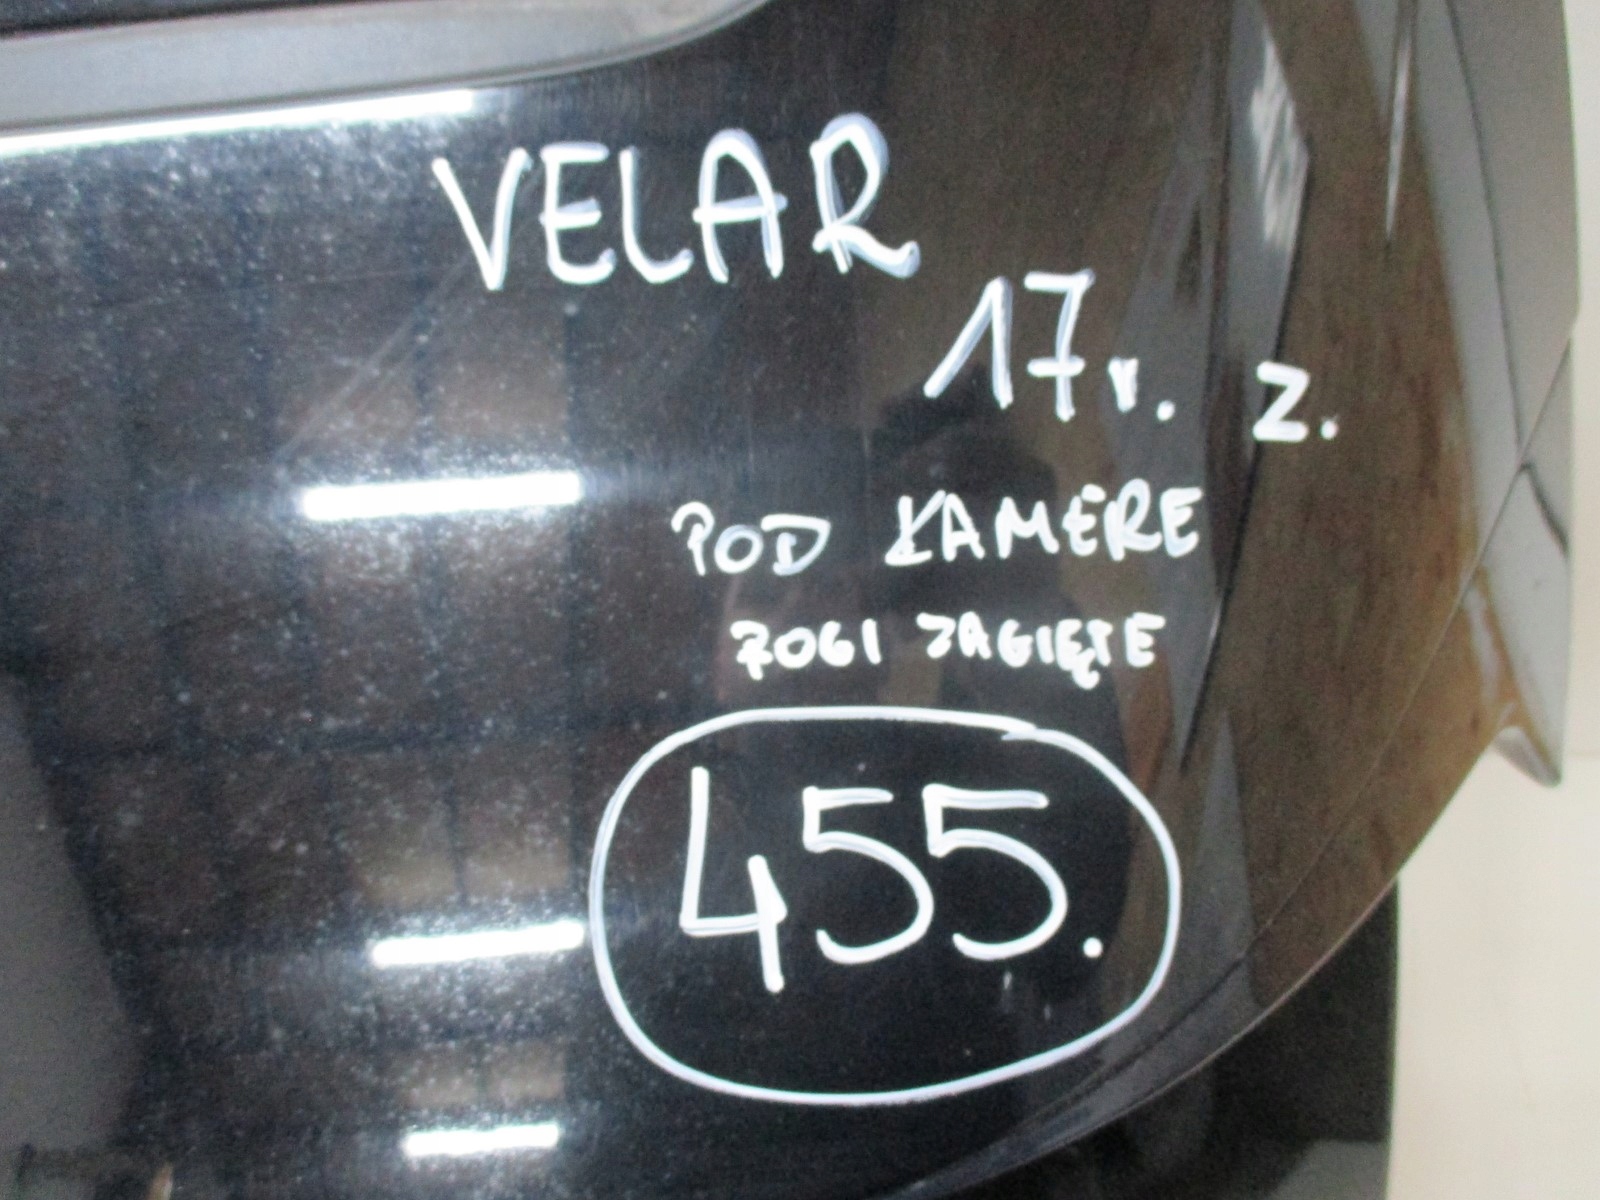 VELAR
17r. z.
POD KAMERE
ROGI ZAGIĘTE
455.